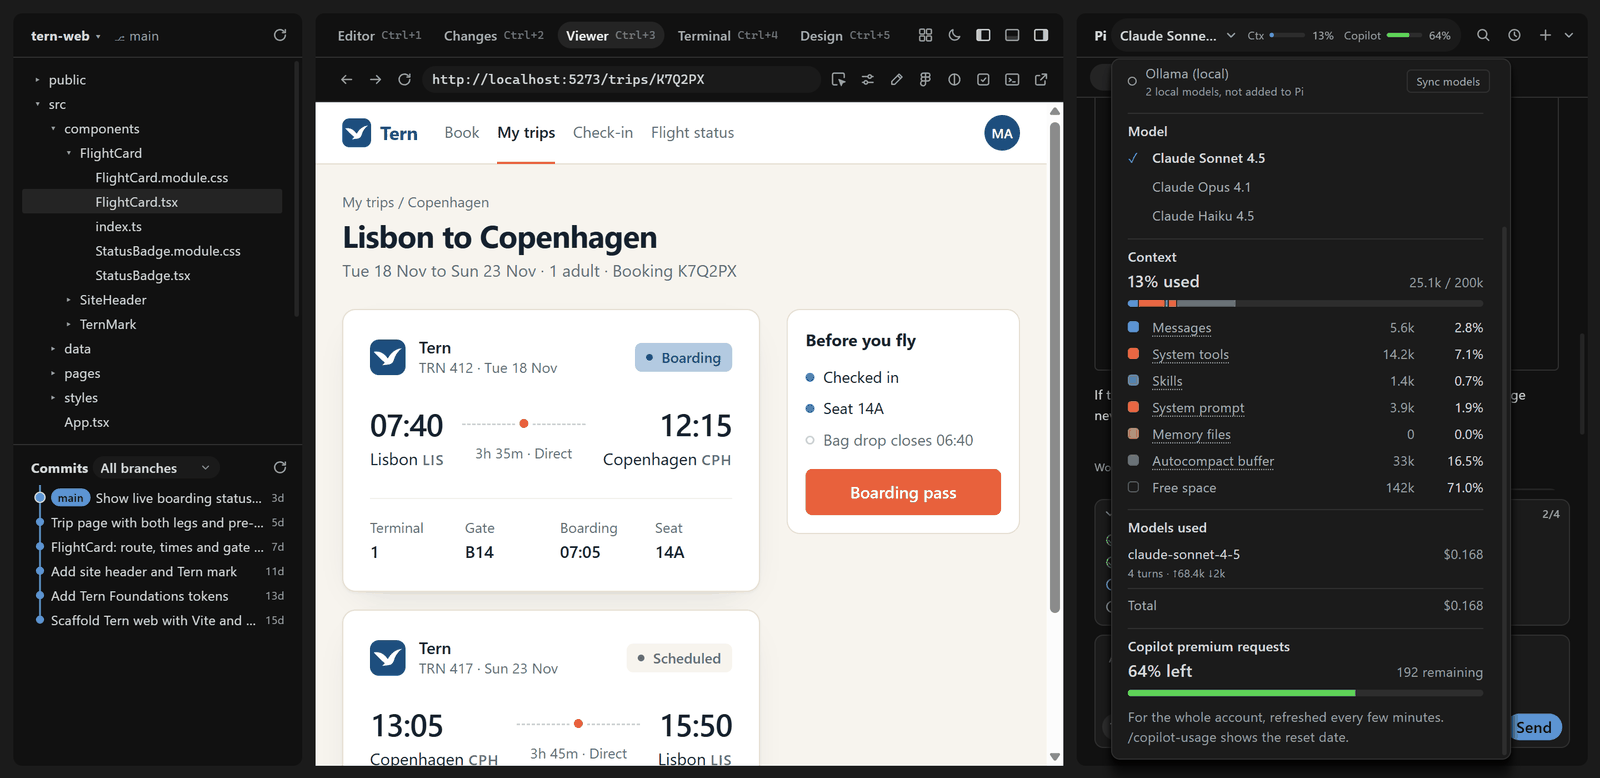 tern-web
main
public
src
components
FlightCard
FlightCard.module.css
FlightCard.tsx
index.ts
StatusBadge.module.css
StatusBadge.tsx
SiteHeader
TernMark
data
pages
styles
App.tsx
Commits All branches
main Show live boarding status... 3d
Trip page with both legs and pre-... 5d
FlightCard: route, times and gate ... 7d
Add site header and Tern mark 11d
Add Tern Foundations tokens 13d
Scaffold Tern web with Vite and ... 15d
Editor Ctrl+1 Changes Ctrl+2 Viewer Ctrl+3 Terminal Ctrl+4 Design Ctrl+5
http://localhost:5273/trips/K7Q2PX
Tern Book My trips Check-in Flight status MA
My trips / Copenhagen
Lisbon to Copenhagen
Tue 18 Nov to Sun 23 Nov · 1 adult · Booking K7Q2PX
Tern
TRN 412 · Tue 18 Nov
Boarding
07:40 12:15
3h 35m · Direct
Lisbon LIS Copenhagen CPH
Terminal Gate Boarding Seat
1 B14 07:05 14A
Before you fly
Checked in
Seat 14A
Bag drop closes 06:40
Boarding pass
Tern
TRN 417 · Sun 23 Nov
Scheduled
13:05 15:50
3h 45m · Direct
Copenhagen CPH Lisbon LIS
Pi Claude Sonne... Ctx 13% Copilot 64%
Ollama (local)
2 local models, not added to Pi
Sync models
Model
Claude Sonnet 4.5
Claude Opus 4.1
Claude Haiku 4.5
Context
13% used 25.1k / 200k
Messages 5.6k 2.8%
System tools 14.2k 7.1%
Skills 1.4k 0.7%
System prompt 3.9k 1.9%
Memory files 0 0.0%
Autocompact buffer 33k 16.5%
Free space 142k 71.0%
Models used
claude-sonnet-4-5 $0.168
4 turns · ↑68.4k ↓2k
Total $0.168
Copilot premium requests
64% left 192 remaining
For the whole account, refreshed every few minutes.
/copilot-usage shows the reset date.
2/4
Send